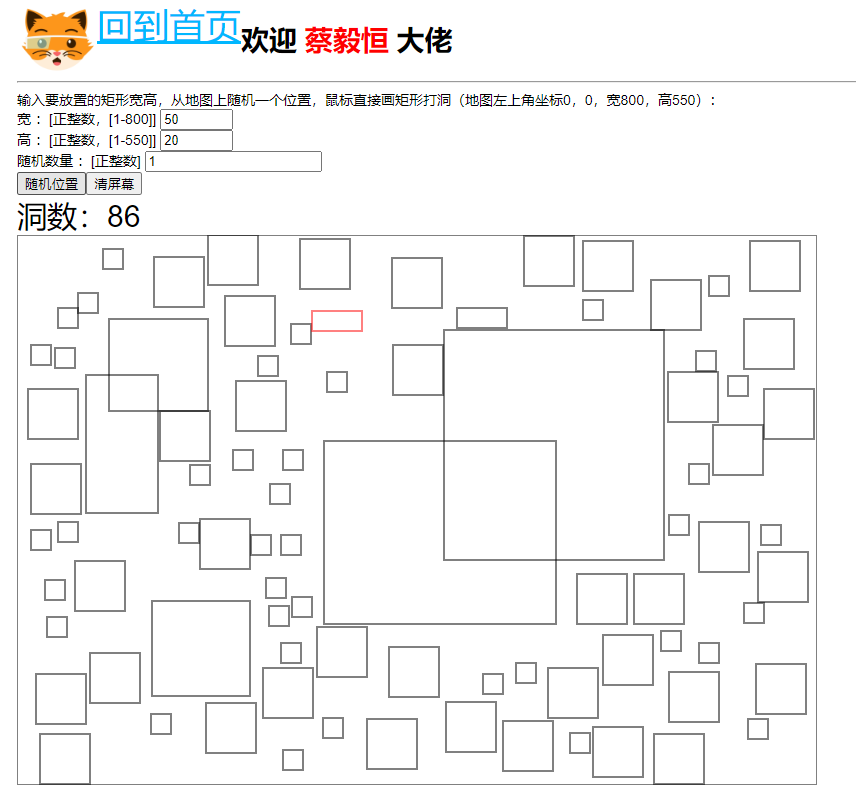 回到首页欢迎 蔡毅恒 大佬
输入要放置的矩形宽高，从地图上随机一个位置，鼠标直接画矩形打洞（地图左上角坐标0，0，宽800，高550）：
宽： [正整数，[1-800]] 50
高： [正整数，[1-550]] 20
随机数量： [正整数] 1
随机位置 清屏幕
洞数：86